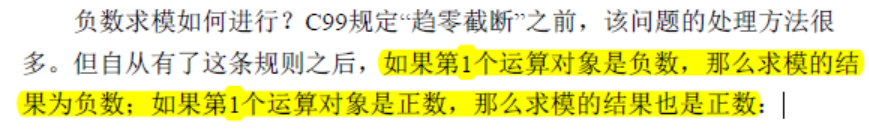 负数求模如何进行？C99规定“趋零截断”之前，该问题的处理方法很
多。但自从有了这条规则之后，如果第1个运算对象是负数，那么求模的结
果为负数；如果第1个运算对象是正数，那么求模的结果也是正数：